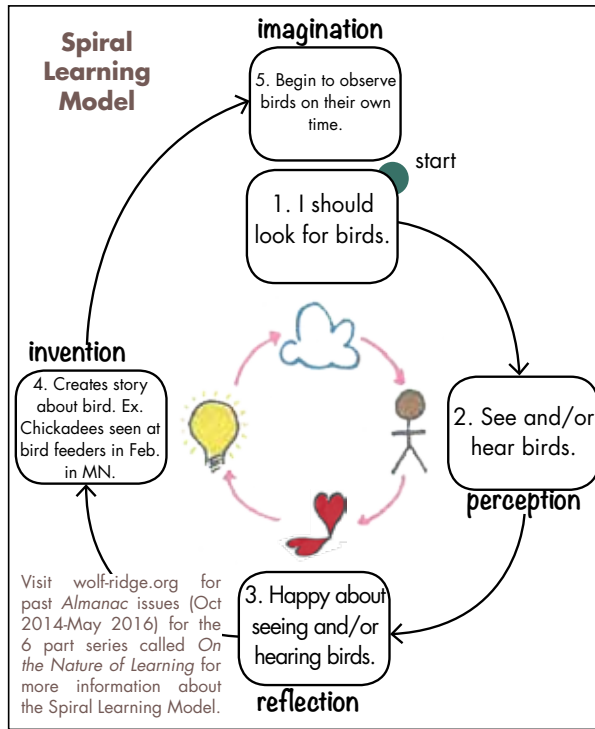 Spiral
Learning
Model
imagination
5. Begin to observe
birds on their own
time.
start
1. I should
look for birds.
invention
4. Creates story
about bird. Ex.
Chickadees seen at
bird feeders in Feb.
in MN.
2. See and/or
hear birds.
perception
3. Happy about
seeing and/or
hearing birds.
reflection
Visit wolf-ridge.org for
past Almanac issues (Oct
2014-May 2016) for the
6 part series called On
the Nature of Learning for
more information about
the Spiral Learning Model.